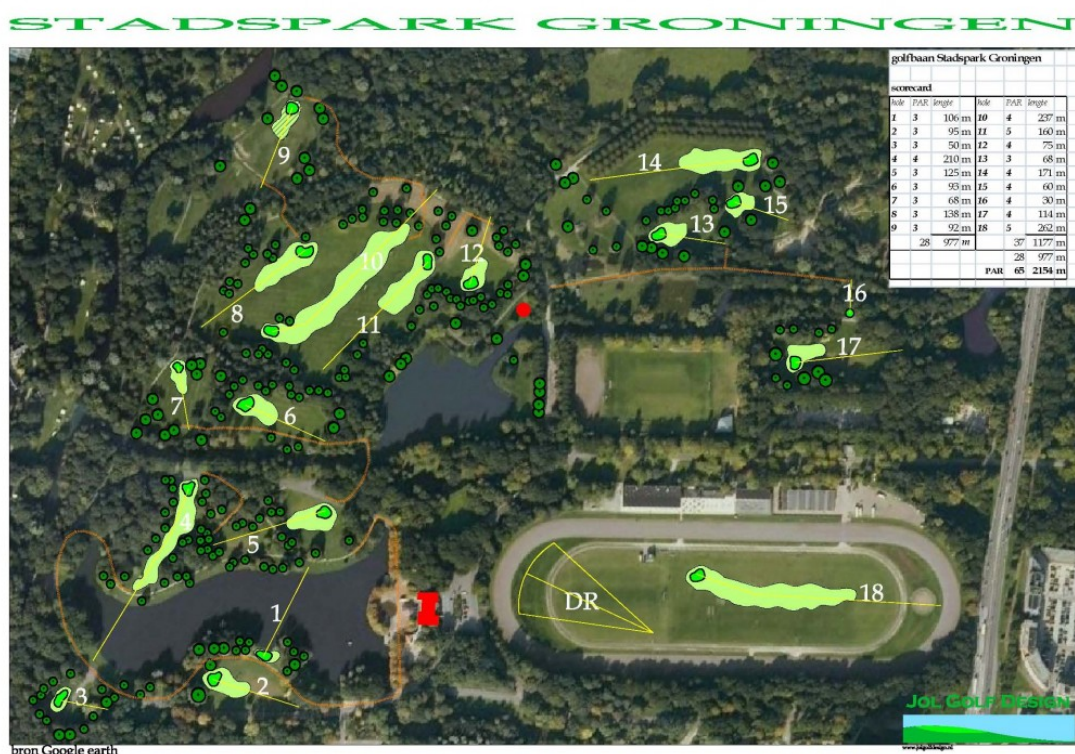 STADSPARK GRONINGEN
golfbaan Stadspark Groningen
scorecard
hole PAR lengte hole PAR lengte
1 3 106 m 10 4 237 m
2 3 95 m 11 5 160 m
3 3 50 m 12 4 75 m
4 4 210 m 13 3 68 m
5 3 125 m 14 4 171 m
6 3 93 m 15 4 60 m
7 3 68 m 16 4 30 m
8 3 138 m 17 4 114 m
9 3 92 m 18 5 262 m
28 977 m 37 1177 m
28 977 m
PAR 65 2154 m
9
14
15
13
10
12
8
11
16
17
7
6
4
5
DR
18
1
2
3
JOL GOLF DESIGN
www.jolgolfdesign.nl
bron Google earth